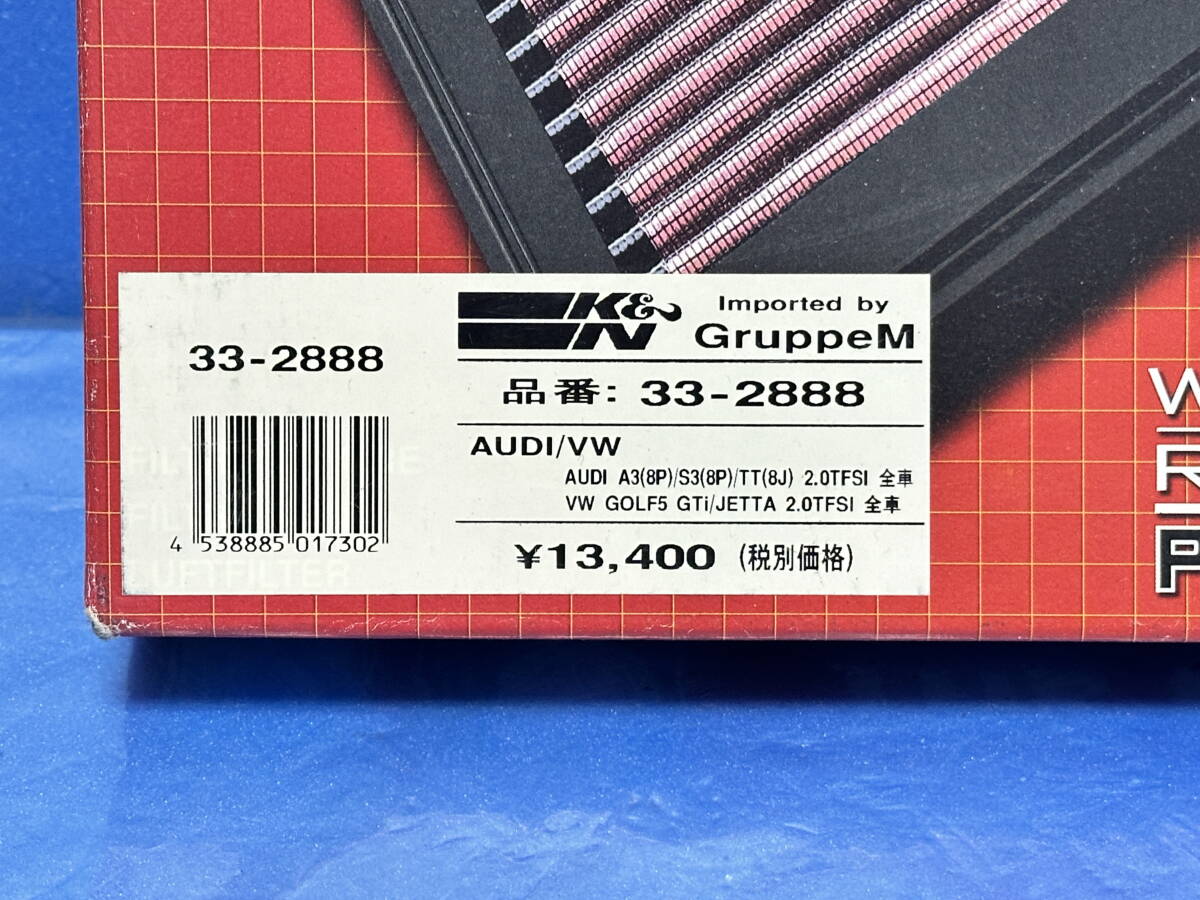 33-2888
4 538885 017302
K&N
Imported by
GruppeM
品番: 33-2888
AUDI/VW
AUDI A3(8P)/S3(8P)/TT(8J) 2.0TFSI 全車
VW GOLF5 GTi/JETTA 2.0TFSI 全車
¥13,400 (税別価格)
LUFTFILTER
W
R
P